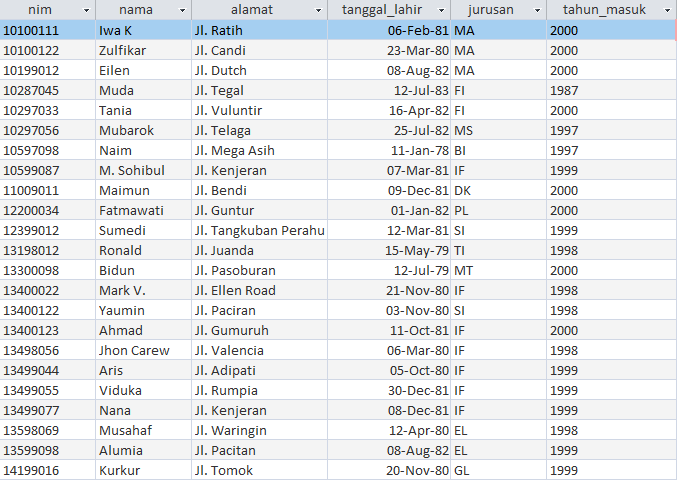 nim nama alamat tanggal_lahir jurusan tahun_masuk
10100111 Iwa K Jl. Ratih 06-Feb-81 MA 2000
10100122 Zulfikar Jl. Candi 23-Mar-80 MA 2000
10199012 Eilen Jl. Dutch 08-Aug-82 MA 2000
10287045 Muda Jl. Tegal 12-Jul-83 FI 1987
10297033 Tania Jl. Vuluntir 16-Apr-82 FI 2000
10297056 Mubarok Jl. Telaga 25-Jul-82 MS 1997
10597098 Naim Jl. Mega Asih 11-Jan-78 BI 1997
10599087 M. Sohibul Jl. Kenjeran 07-Mar-81 IF 1999
11009011 Maimun Jl. Bendi 09-Dec-81 DK 2000
12200034 Fatmawati Jl. Guntur 01-Jan-82 PL 2000
12399012 Sumedi Jl. Tangkuban Perahu 12-Mar-81 SI 1999
13198012 Ronald Jl. Juanda 15-May-79 TI 1998
13300098 Bidun Jl. Pasoburan 12-Jul-79 MT 2000
13400022 Mark V. Jl. Ellen Road 21-Nov-80 IF 1998
13400122 Yaumin Jl. Paciran 03-Nov-80 SI 1998
13400123 Ahmad Jl. Gumuruh 11-Oct-81 IF 2000
13498056 Jhon Carew Jl. Valencia 06-Mar-80 IF 1998
13499044 Aris Jl. Adipati 05-Oct-80 IF 1999
13499055 Viduka Jl. Rumpia 30-Dec-81 IF 1999
13499077 Nana Jl. Kenjeran 08-Dec-81 IF 1999
13598069 Musahaf Jl. Waringin 12-Apr-80 EL 1998
13599098 Alumia Jl. Pacitan 08-Aug-82 EL 1999
14199016 Kurkur Jl. Tomok 20-Nov-80 GL 1999